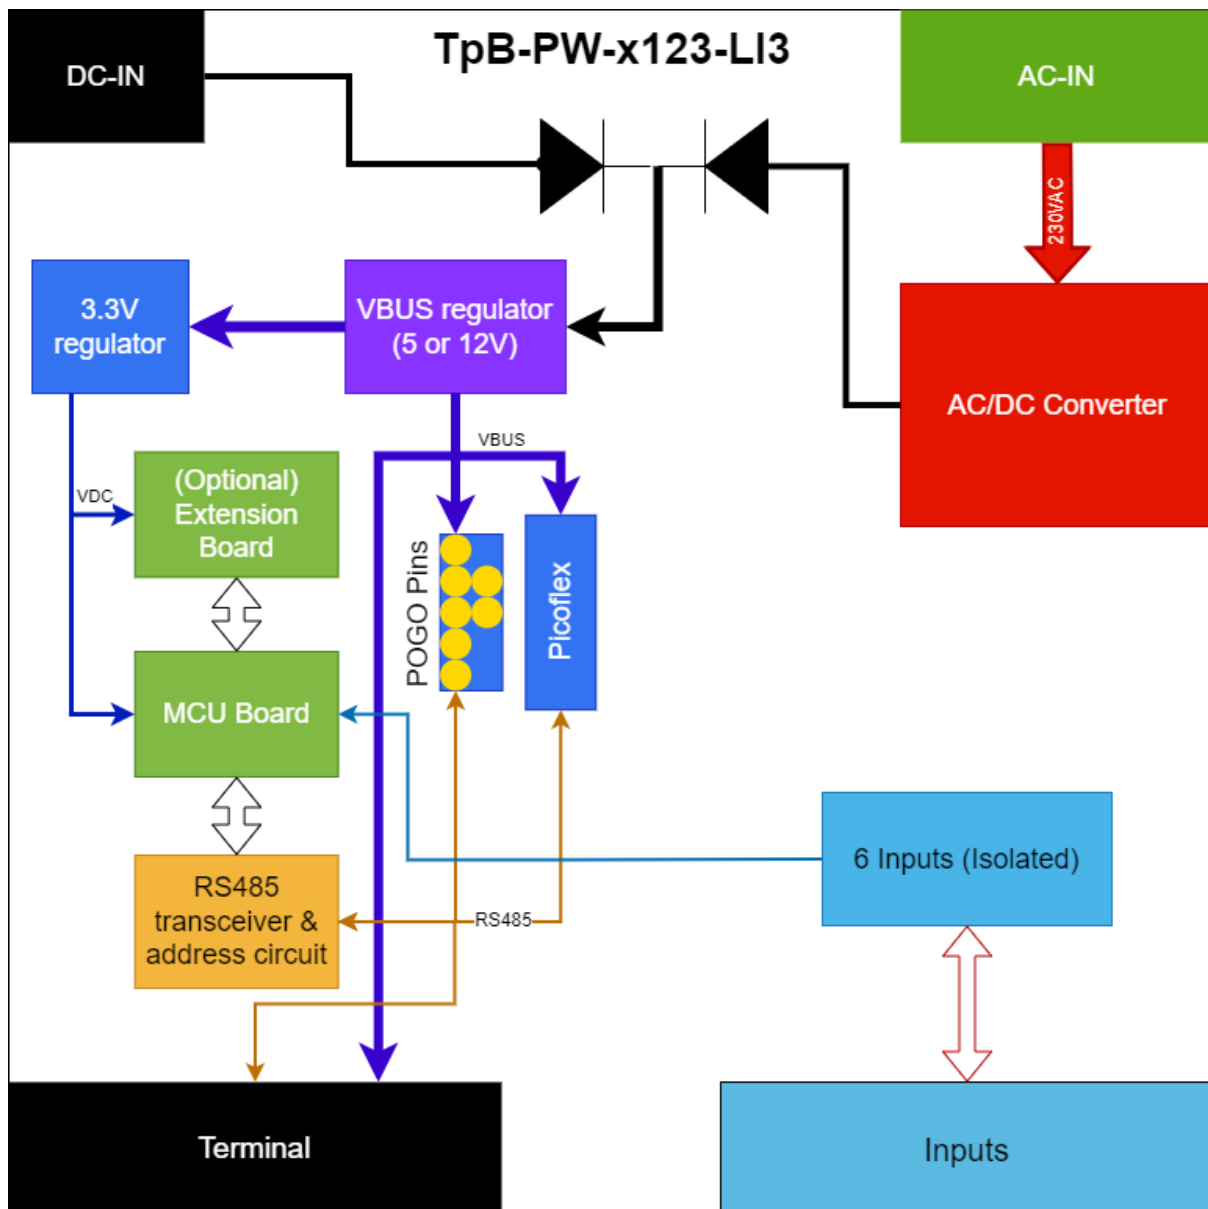 TpB-PW-x123-LI3
DC-IN
AC-IN
230VAC
3.3V
regulator
VBUS regulator
(5 or 12V)
AC/DC Converter
VBUS
VDC
(Optional)
Extension
Board
POGO Pins
Picoflex
MCU Board
6 Inputs (Isolated)
RS485
transceiver &
address circuit
RS485
Terminal
Inputs